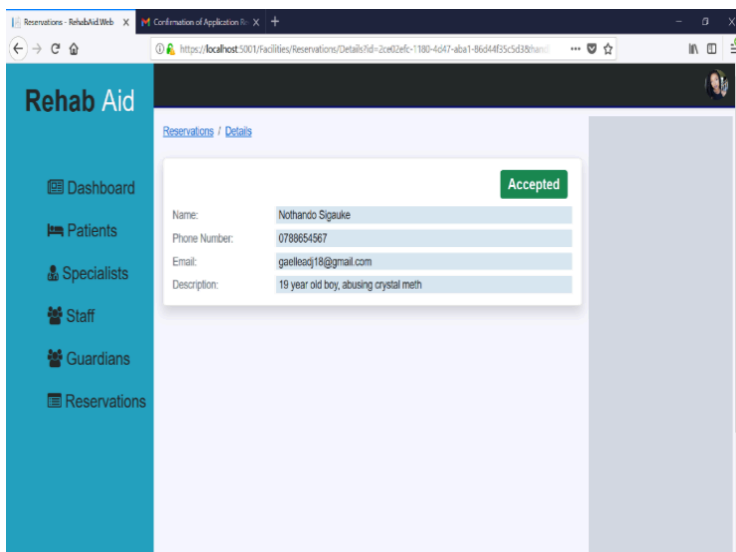 Reservations - RehabAid.Web X Confirmation of Application Re X +
https://localhost:5001/Facilities/Reservations/Details?id=2ce02efc-1180-4d47-aba1-86d44f35c5d3&hand
Rehab Aid
Reservations / Details
Accepted
Name: Nothando Sigauke
Phone Number: 0788654567
Email: gaelleadj18@gmail.com
Description: 19 year old boy, abusing crystal meth
Dashboard
Patients
Specialists
Staff
Guardians
Reservations